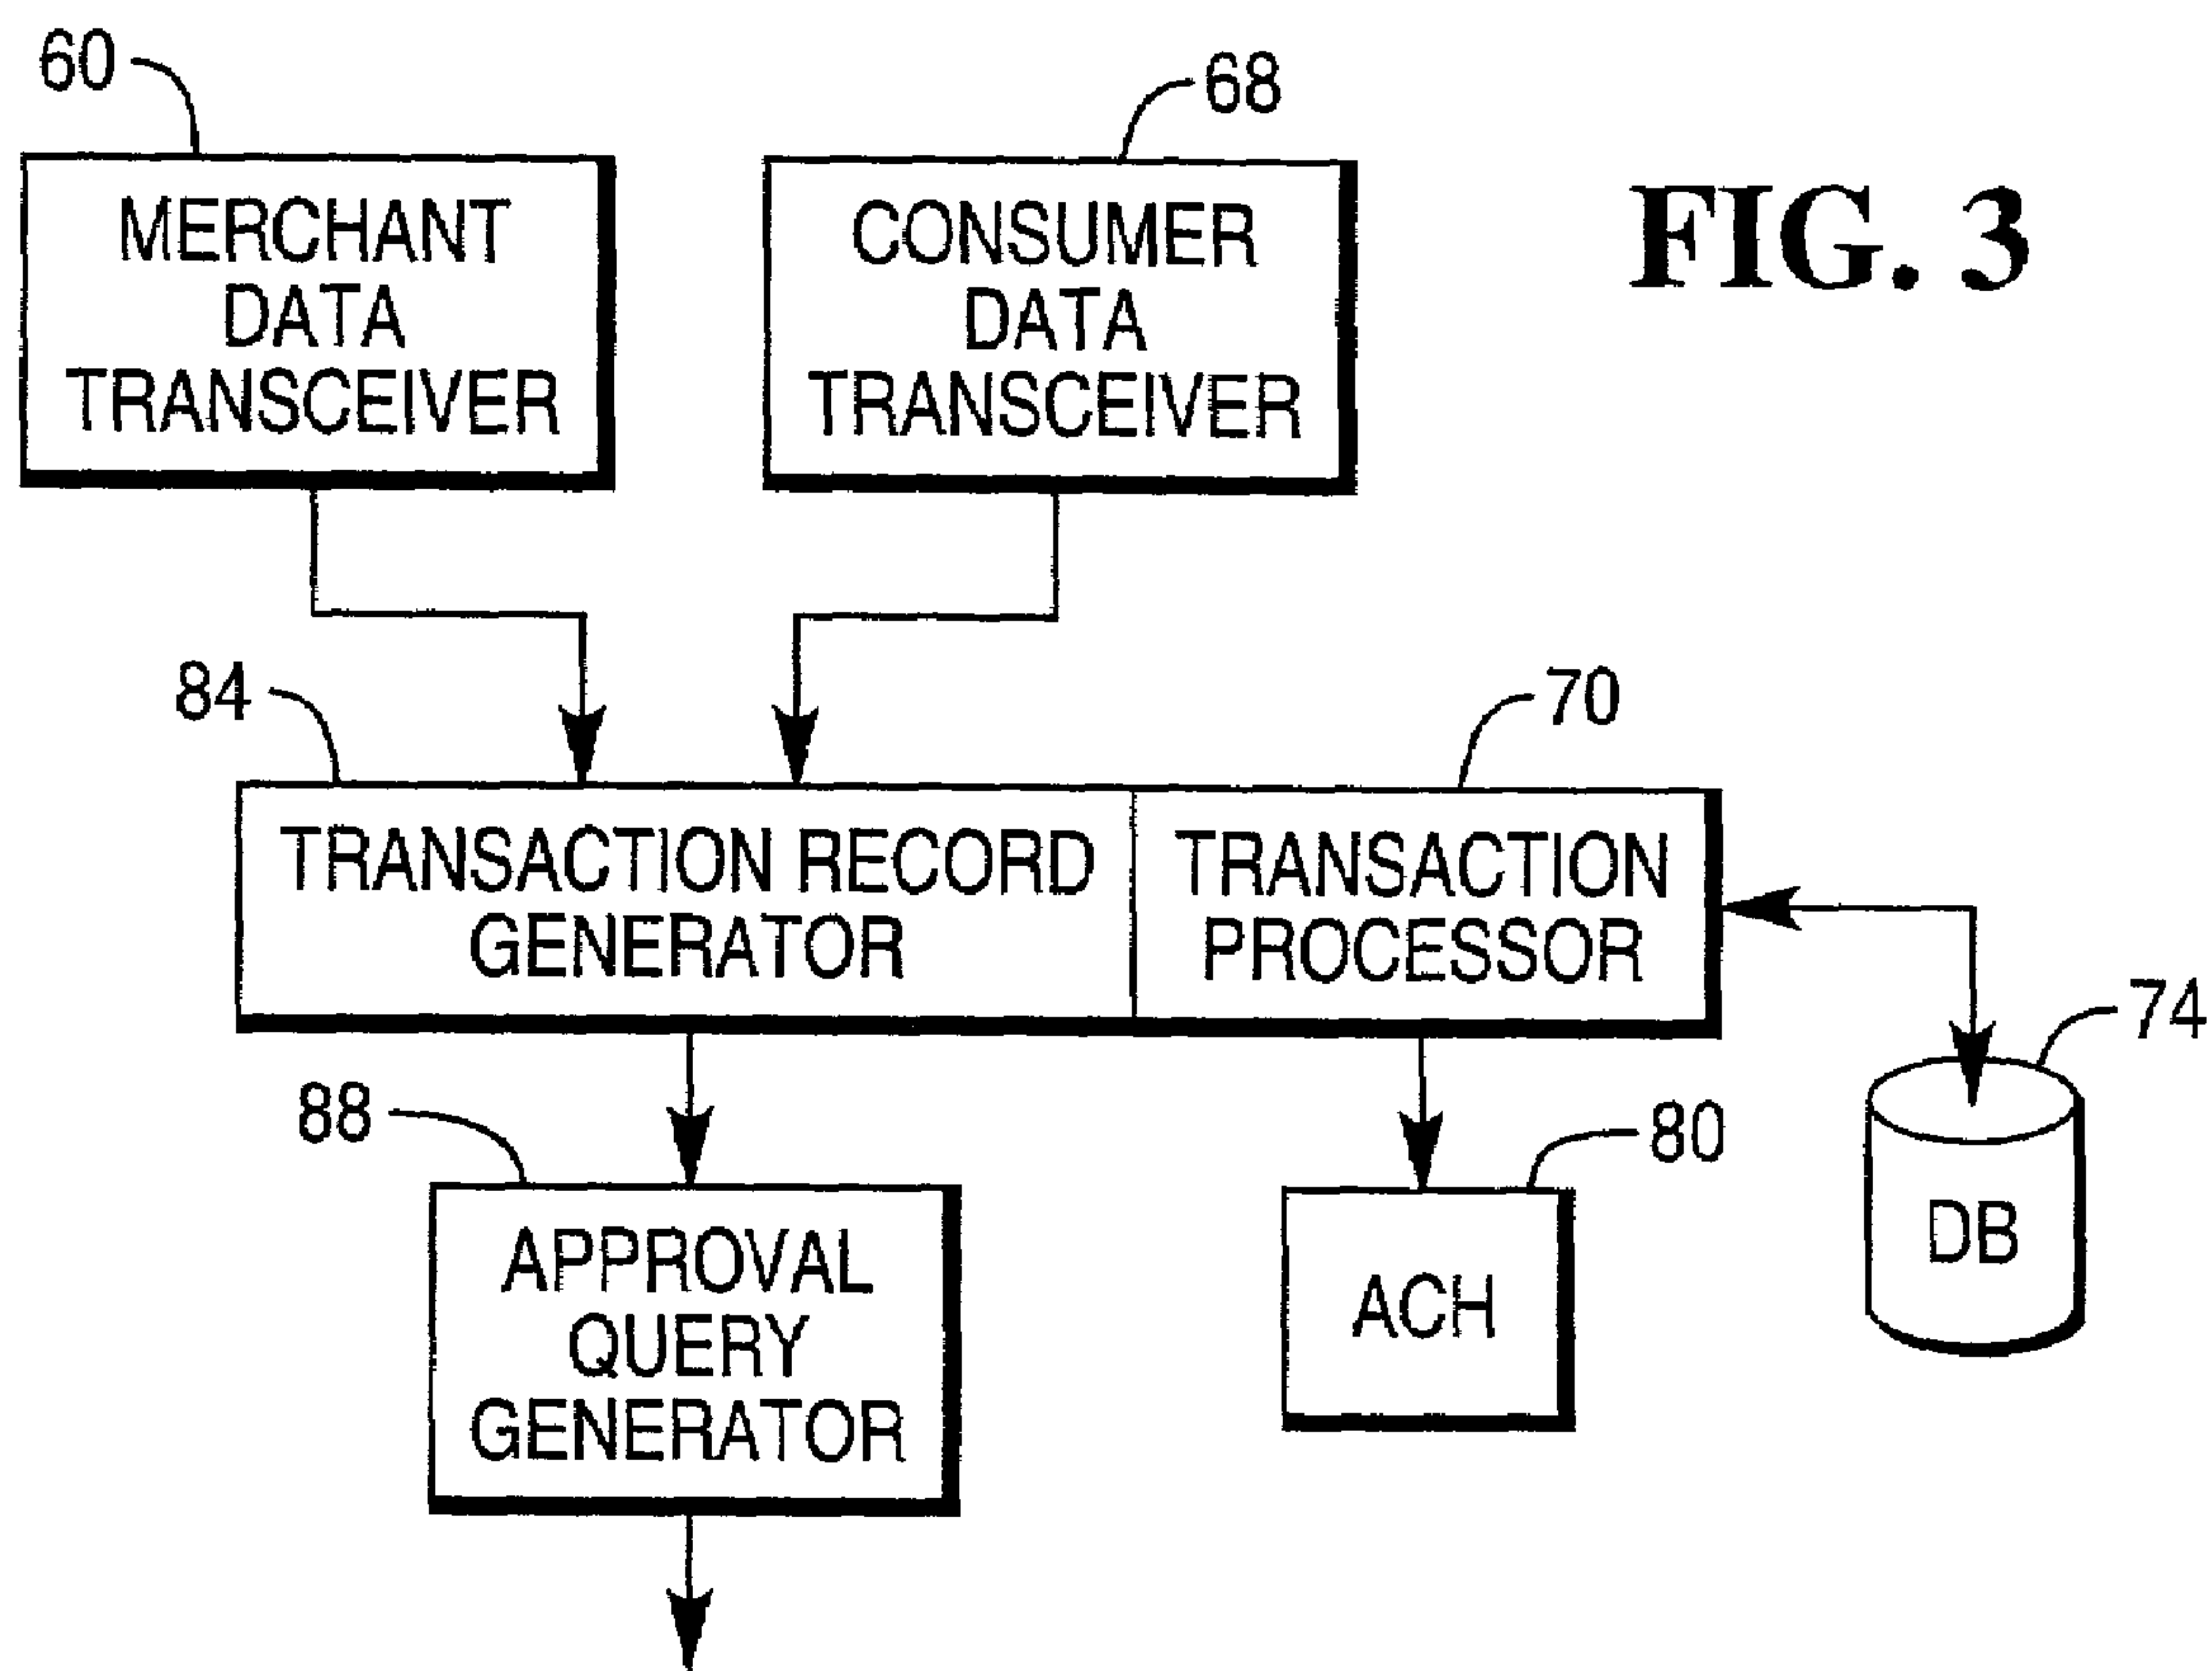 60
68
MERCHANT
DATA
TRANSCEIVER
CONSUMER
DATA
TRANSCEIVER
FIG. 3
84
70
TRANSACTION RECORD
GENERATOR
TRANSACTION
PROCESSOR
74
88
80
APPROVAL
QUERY
GENERATOR
ACH
DB